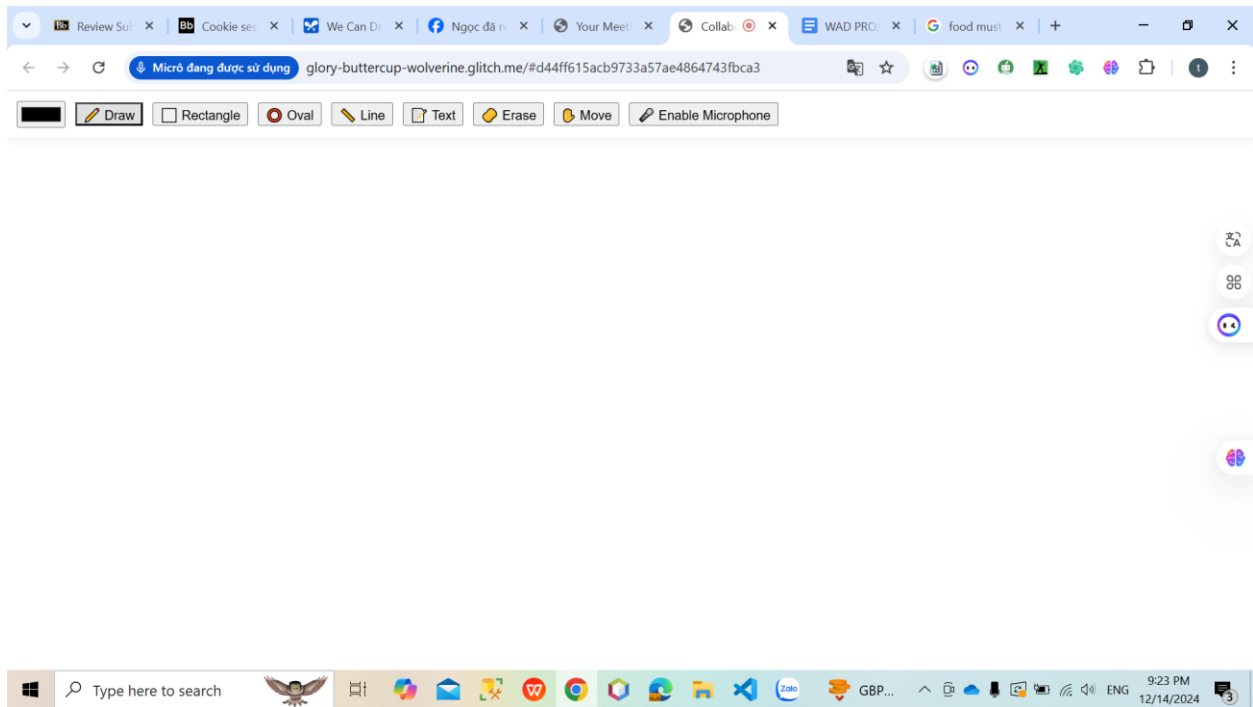 Review Sul
Cookie ses
We Can Dr
Ngọc đã n
Your Meeti
Collab
WAD PRO
food must
Micrô đang được sử dụng
glory-buttercup-wolverine.glitch.me/#d44ff615acb9733a57ae4864743fbca3
Draw
Rectangle
Oval
Line
Text
Erase
Move
Enable Microphone
Type here to search
Zalo
GBP...
ENG
9:23 PM
12/14/2024
3